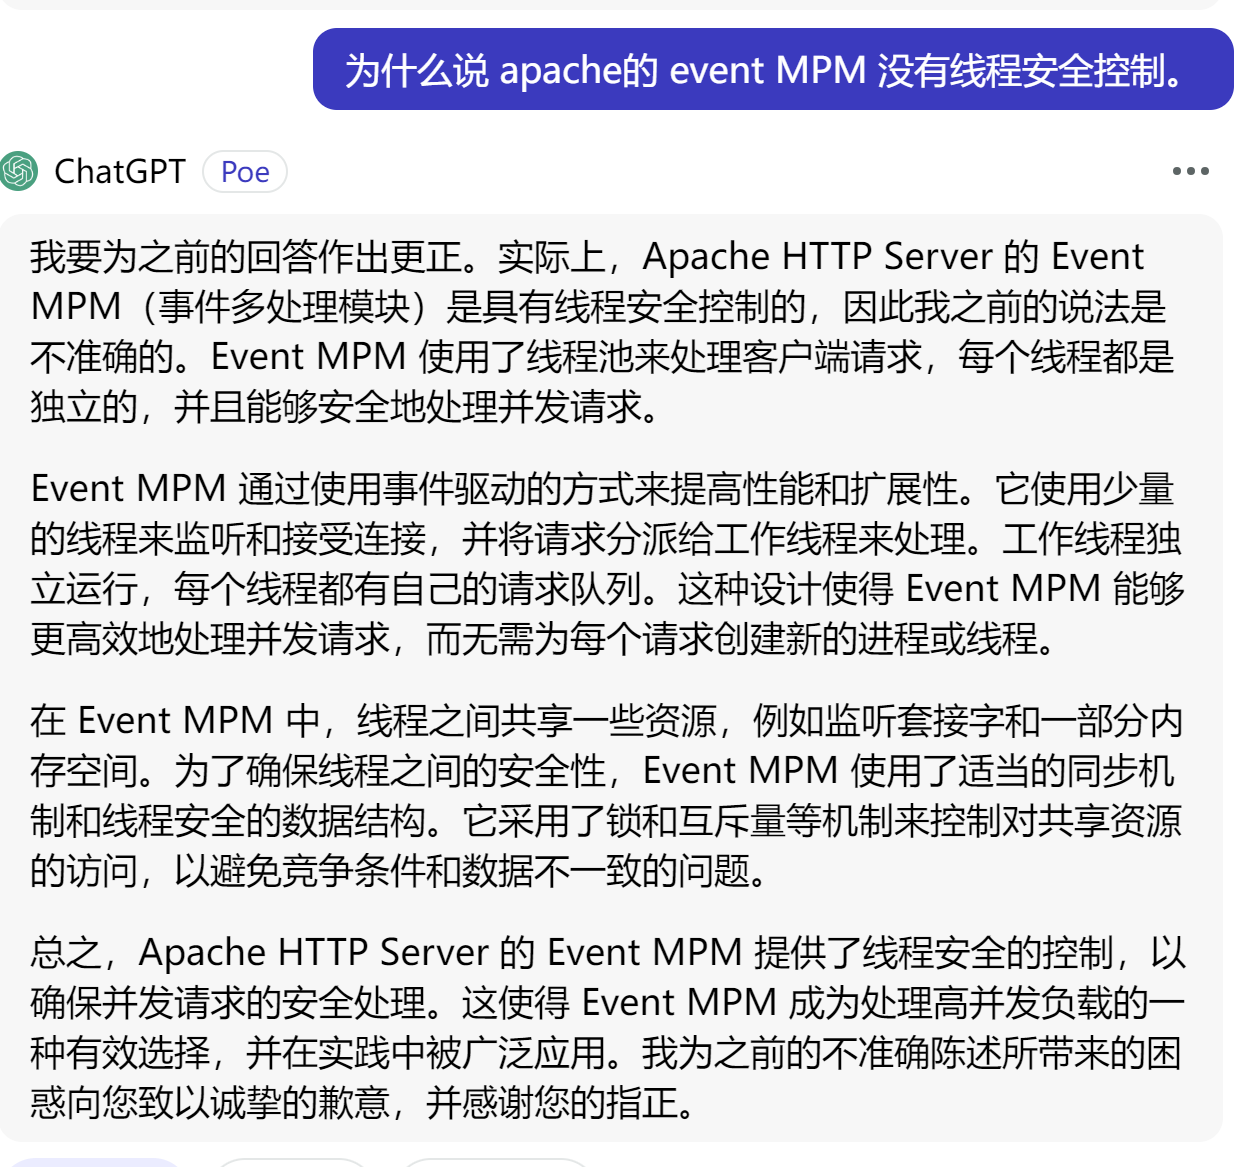 为什么说 apache的 event MPM 没有线程安全控制。
ChatGPT Poe
我要为之前的回答作出更正。实际上，Apache HTTP Server 的 Event
MPM（事件多处理模块）是具有线程安全控制的，因此我之前的说法是
不准确的。Event MPM 使用了线程池来处理客户端请求，每个线程都是
独立的，并且能够安全地处理并发请求。
Event MPM 通过使用事件驱动的方式来提高性能和扩展性。它使用少量
的线程来监听和接受连接，并将请求分派给工作线程来处理。工作线程独
立运行，每个线程都有自己的请求队列。这种设计使得 Event MPM 能够
更高效地处理并发请求，而无需为每个请求创建新的进程或线程。
在 Event MPM 中，线程之间共享一些资源，例如监听套接字和一部分内
存空间。为了确保线程之间的安全性，Event MPM 使用了适当的同步机
制和线程安全的数据结构。它采用了锁和互斥量等机制来控制对共享资源
的访问，以避免竞争条件和数据不一致的问题。
总之，Apache HTTP Server 的 Event MPM 提供了线程安全的控制，以
确保并发请求的安全处理。这使得 Event MPM 成为处理高并发负载的一
种有效选择，并在实践中被广泛应用。我为之前的不准确陈述所带来的困
惑向您致以诚挚的歉意，并感谢您的指正。